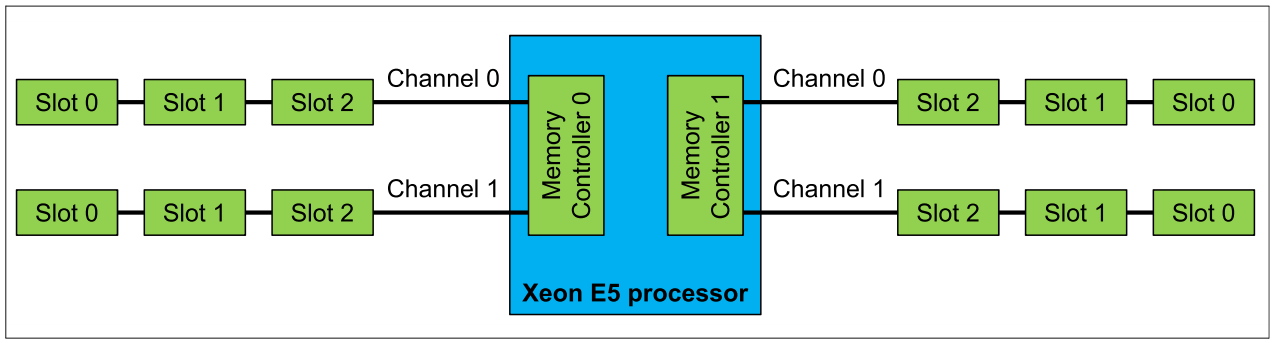 Channel 0
Channel 0
Slot 0
Slot 1
Slot 2
Memory
Controller 0
Memory
Controller 1
Slot 2
Slot 1
Slot 0
Channel 1
Channel 1
Slot 0
Slot 1
Slot 2
Slot 2
Slot 1
Slot 0
Xeon E5 processor